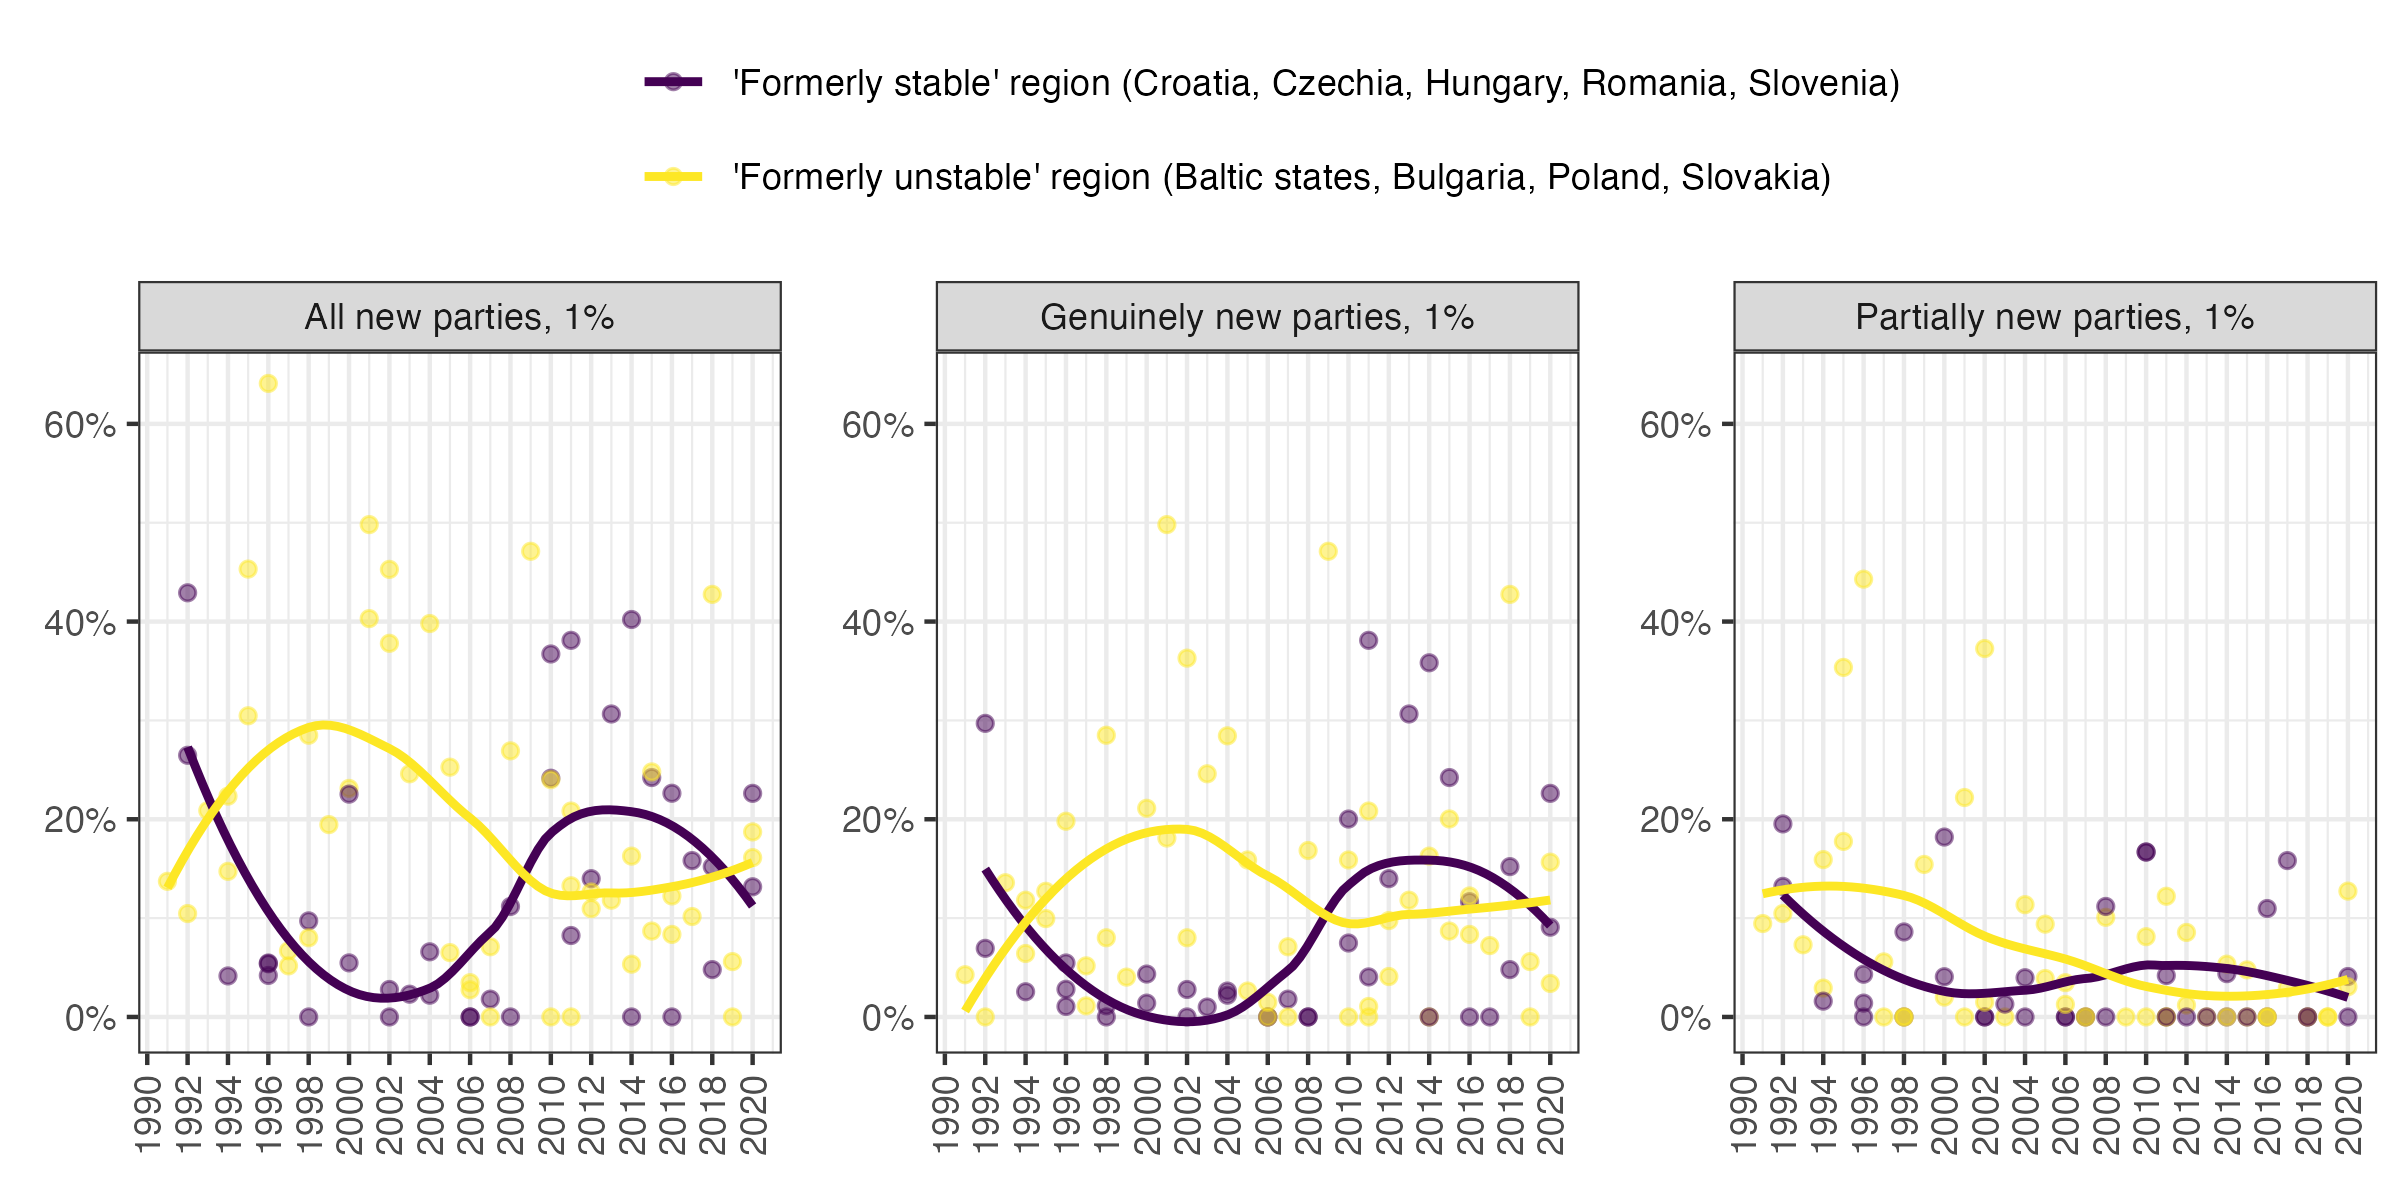 'Formerly stable' region (Croatia, Czechia, Hungary, Romania, Slovenia)
'Formerly unstable' region (Baltic states, Bulgaria, Poland, Slovakia)
All new parties, 1%
60%
40%
20%
0%
1990 1992 1994 1996 1998 2000 2002 2004 2006 2008 2010 2012 2014 2016 2018 2020
Genuinely new parties, 1%
60%
40%
20%
0%
1990 1992 1994 1996 1998 2000 2002 2004 2006 2008 2010 2012 2014 2016 2018 2020
Partially new parties, 1%
60%
40%
20%
0%
1990 1992 1994 1996 1998 2000 2002 2004 2006 2008 2010 2012 2014 2016 2018 2020